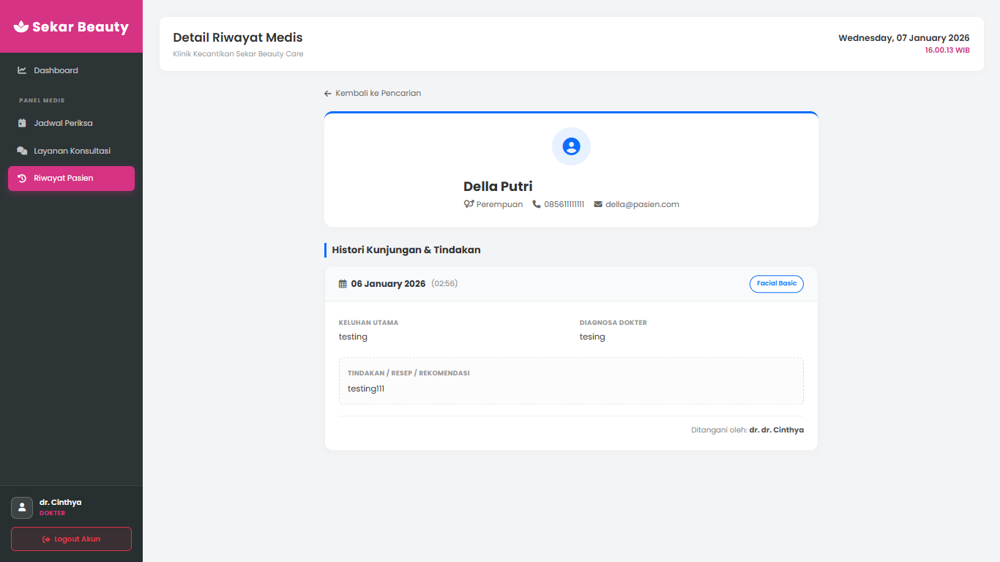 Sekar Beauty
Dashboard
PANEL MEDIS
Jadwal Periksa
Layanan Konsultasi
Riwayat Pasien
dr. Cinthya
DOKTER
Logout Akun
Detail Riwayat Medis
Klinik Kecantikan Sekar Beauty Care
Wednesday, 07 January 2026
16.00.13 WIB
Kembali ke Pencarian
Della Putri
Perempuan 085611111111 della@pasien.com
Histori Kunjungan & Tindakan
06 January 2026 (02:56) Facial Basic
KELUHAN UTAMA
testing
DIAGNOSA DOKTER
tesing
TINDAKAN / RESEP / REKOMENDASI
testing111
Ditangani oleh: dr. dr. Cinthya